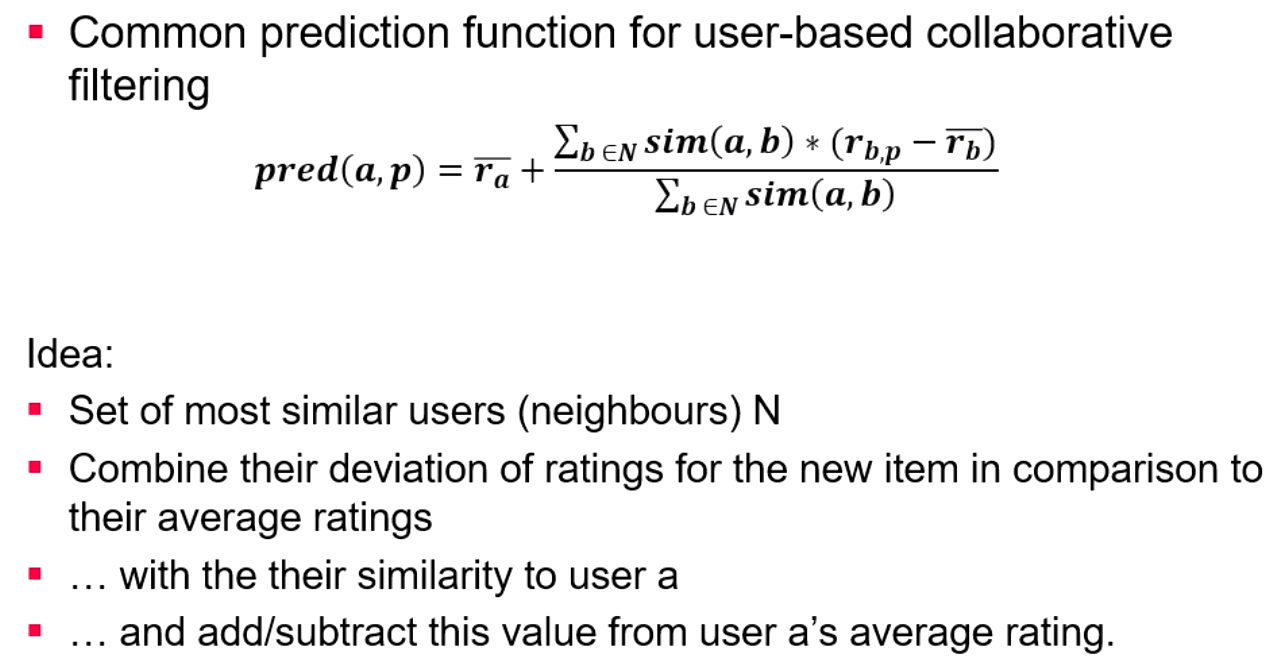 ▪ Common prediction function for user-based collaborative
filtering
pred(a, p) = \overline{r_a} + \frac{\sum_{b \in N} sim(a, b) * (r_{b,p} - \overline{r_b})}{\sum_{b \in N} sim(a, b)}
Idea:
▪ Set of most similar users (neighbours) N
▪ Combine their deviation of ratings for the new item in comparison to
their average ratings
▪ … with the their similarity to user a
▪ … and add/subtract this value from user a’s average rating.